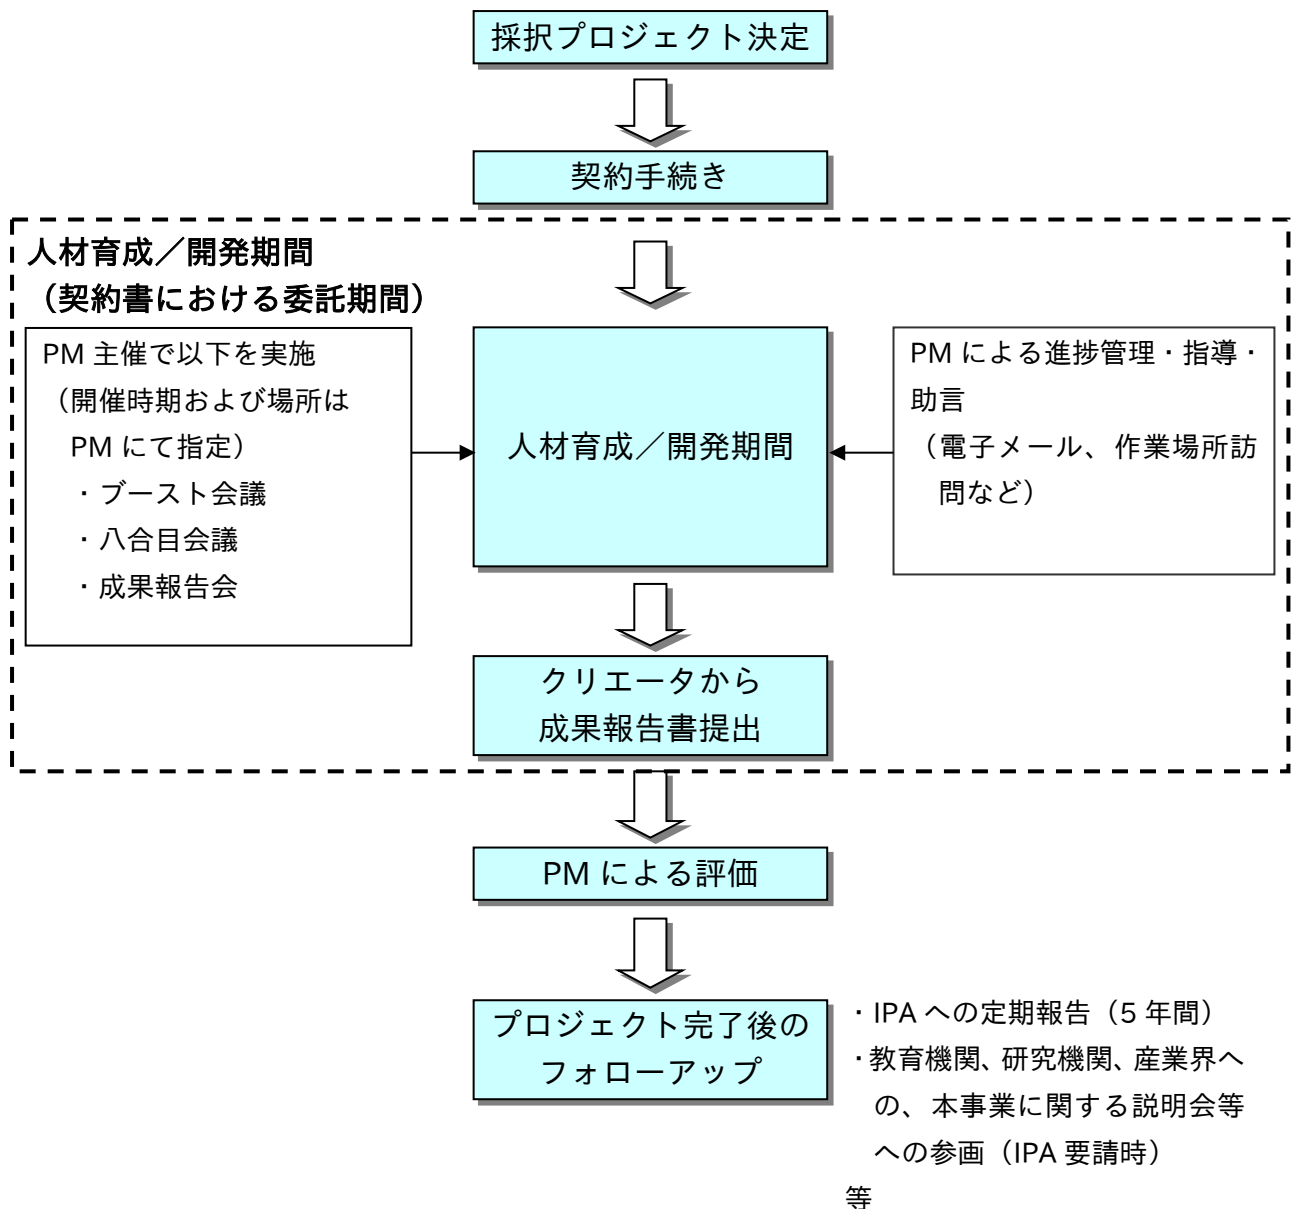 採択プロジェクト決定
契約手続き
人材育成／開発期間
（契約書における委託期間）
PM 主催で以下を実施
（開催時期および場所は
PM にて指定）
・ブースト会議
・八合目会議
・成果報告会
人材育成／開発期間
PM による進捗管理・指導・
助言
（電子メール、作業場所訪
問など）
クリエータから
成果報告書提出
PM による評価
プロジェクト完了後の
フォローアップ
・IPA への定期報告（5 年間）
・教育機関、研究機関、産業界へ
の、本事業に関する説明会等
への参画（IPA 要請時）
等